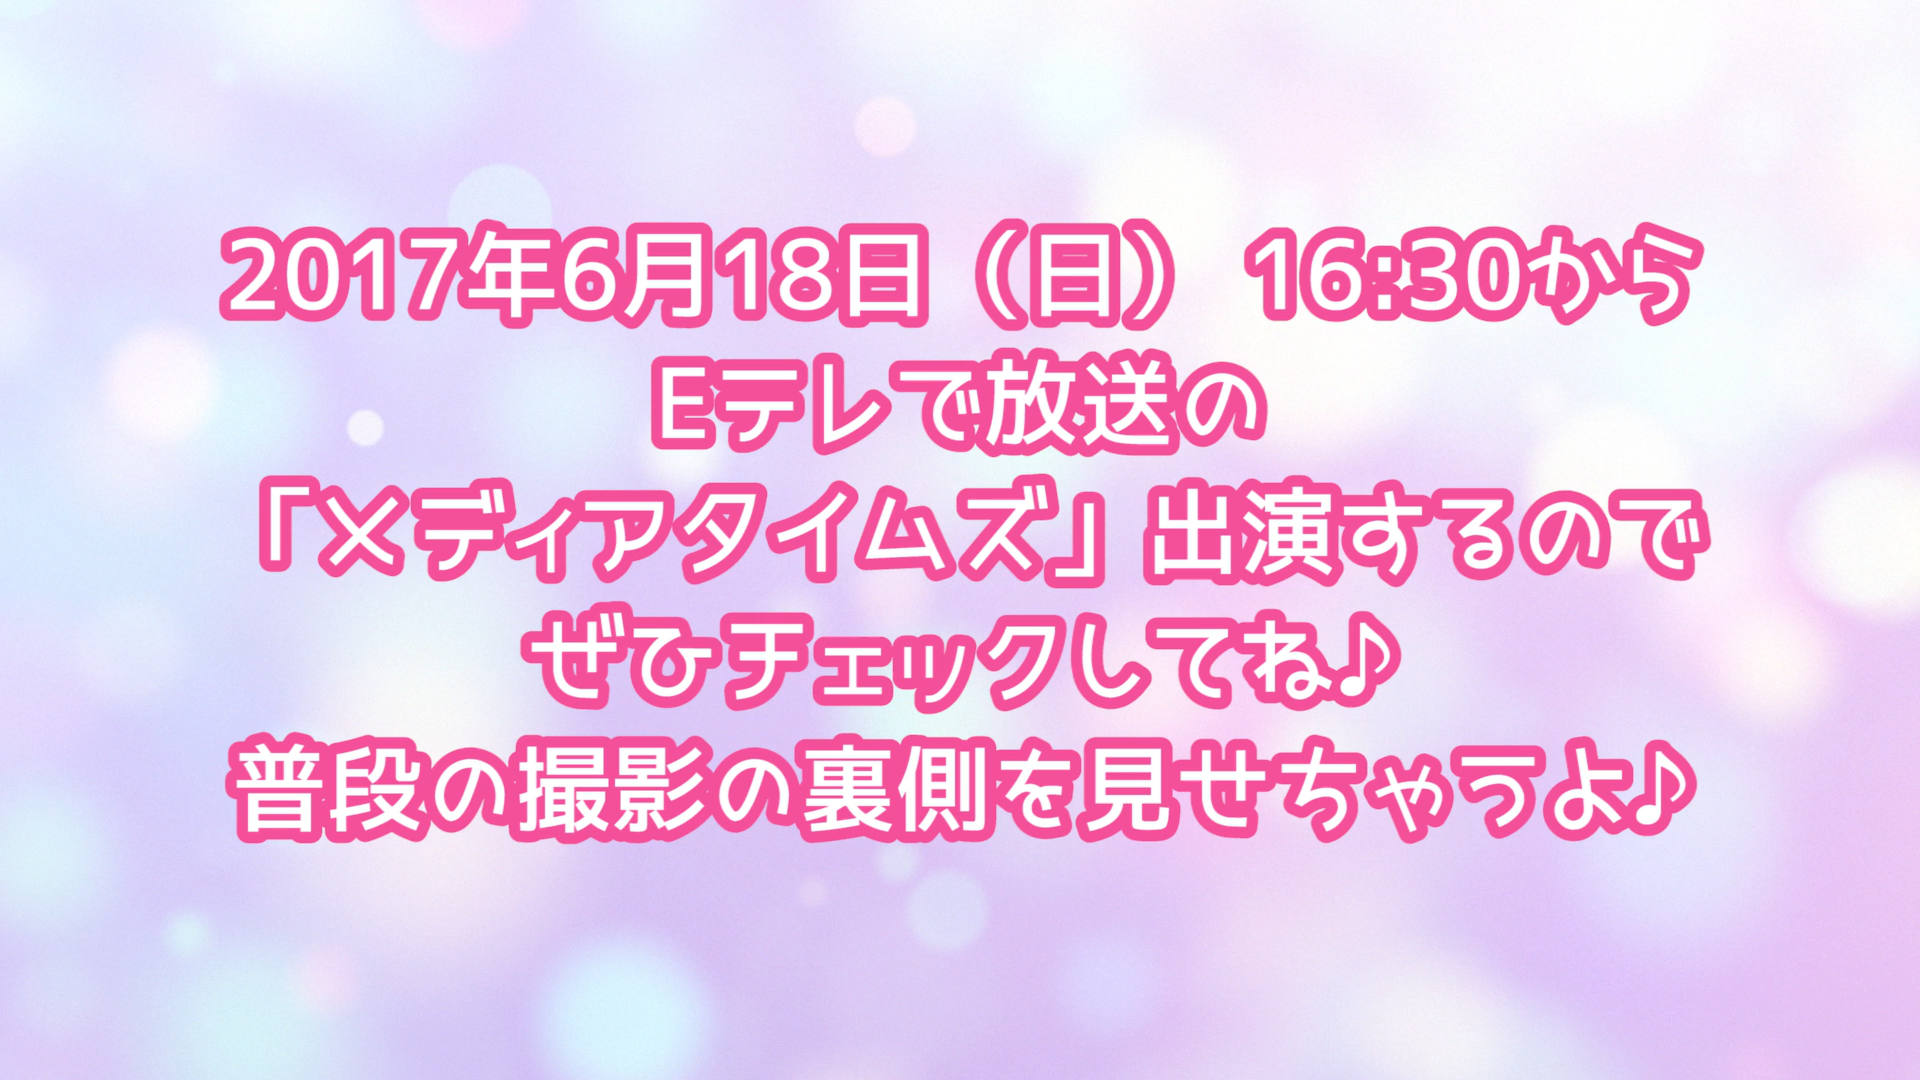 2017年6月18日（日） 16:30から
Eテレで放送の
「メディアタイムズ」出演するので
ぜひチェックしてね♪
普段の撮影の裏側を見せちゃうよ♪